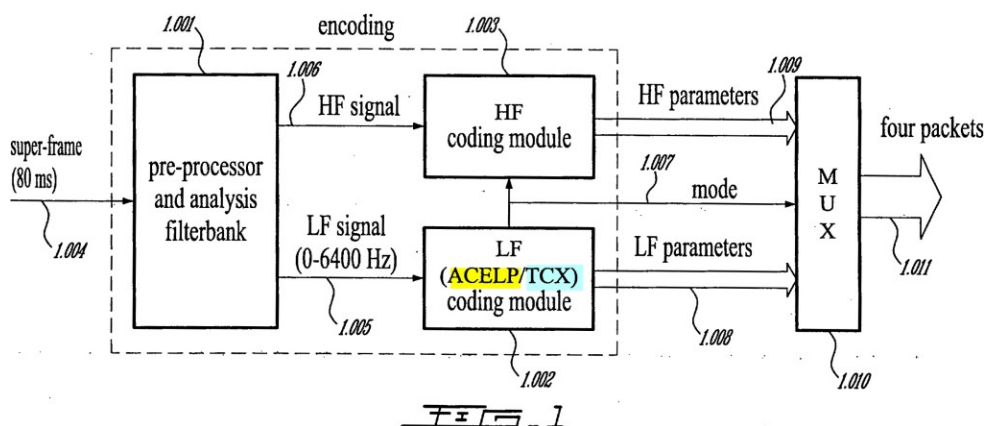 encoding
1.001
1.003
1.006
1.009
HF signal
HF
coding module
HF parameters
four packets
super-frame
(80 ms)
pre-processor
and analysis
filterbank
1.007
mode
M
U
X
1.004
LF signal
(0-6400 Hz)
LF
(ACELP/TCX)
coding module
LF parameters
1.011
1.005
1.008
1.002
1.010
FIG. 1